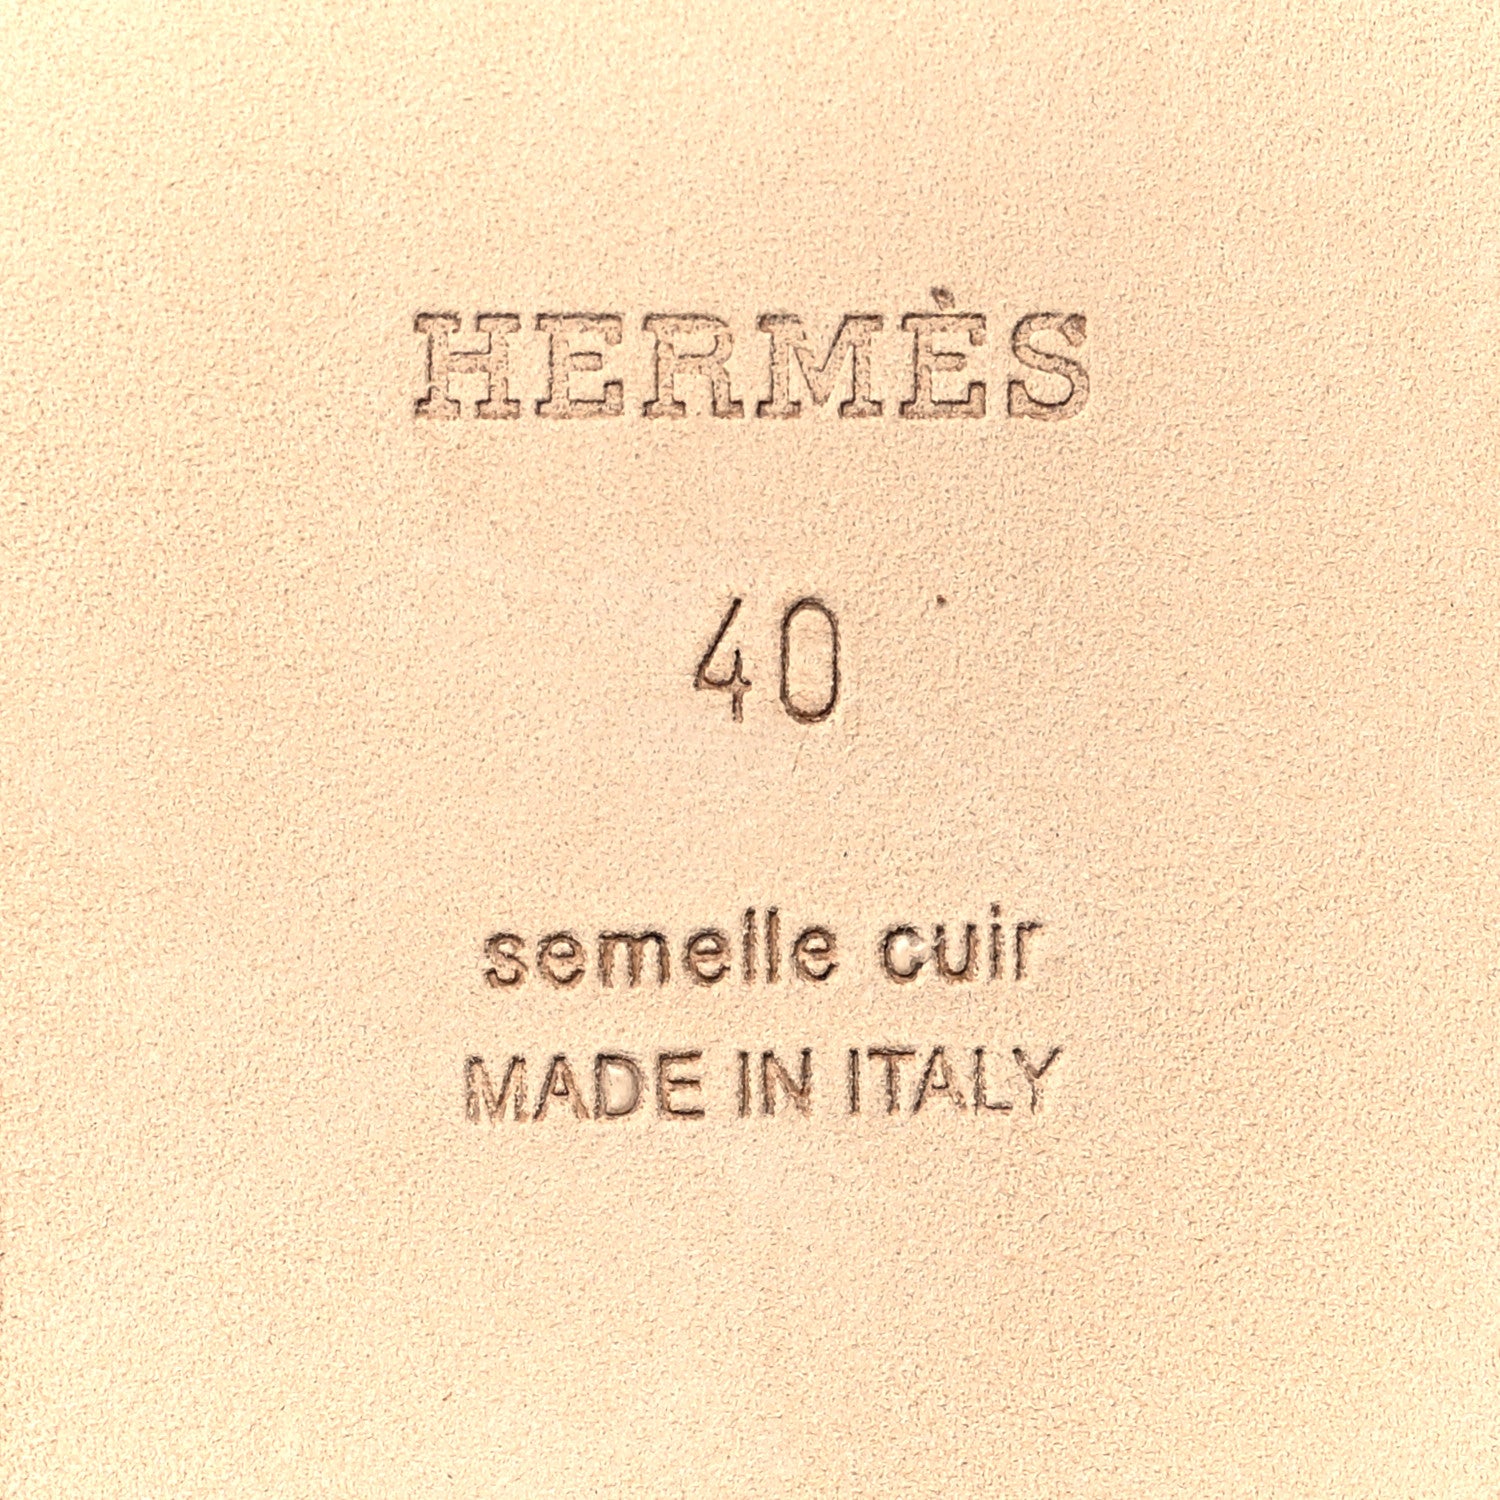 HERMÈS
40
semelle cuir
MADE IN ITALY